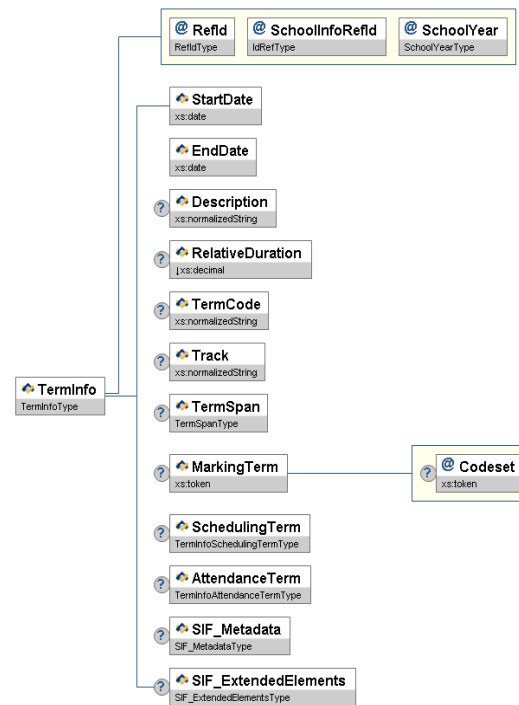 @ RefId
RefIdType
@ SchoolInfoRefId
IdRefType
@ SchoolYear
SchoolYearType
StartDate
xs:date
EndDate
xs:date
? Description
xs:normalizedString
? RelativeDuration
↓xs:decimal
? TermCode
xs:normalizedString
? Track
xs:normalizedString
TermInfo
TermInfoType
? TermSpan
TermSpanType
? MarkingTerm
xs:token
? @ Codeset
xs:token
? SchedulingTerm
TermInfoSchedulingTermType
? AttendanceTerm
TermInfoAttendanceTermType
? SIF_Metadata
SIF_MetadataType
? SIF_ExtendedElements
SIF_ExtendedElementsType